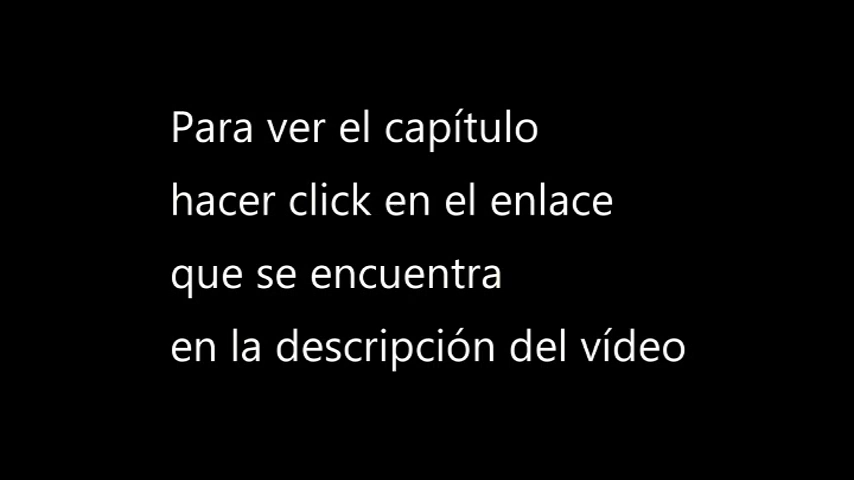 Para ver el capítulo
hacer click en el enlace
que se encuentra
en la descripción del vídeo